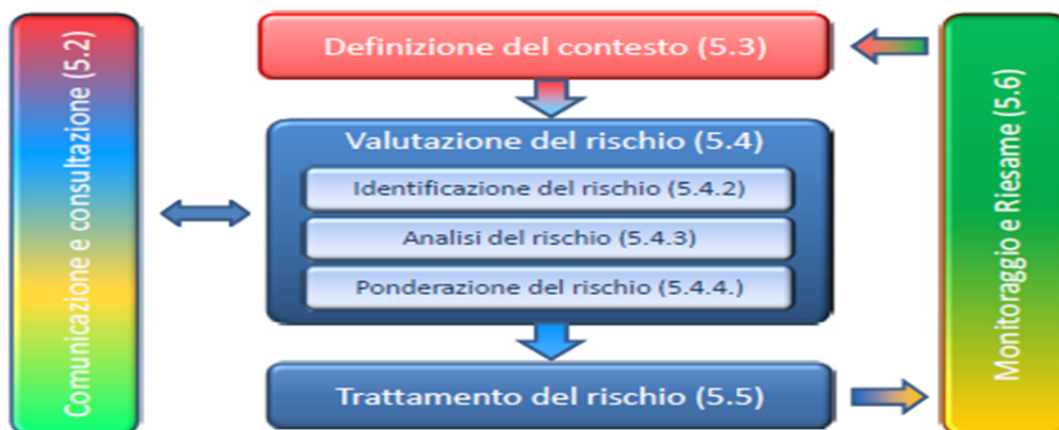 Comunicazione e consultazione (5.2)
Definizione del contesto (5.3)
Valutazione del rischio (5.4)
Identificazione del rischio (5.4.2)
Analisi del rischio (5.4.3)
Ponderazione del rischio (5.4.4.)
Trattamento del rischio (5.5)
Monitoraggio e Riesame (5.6)